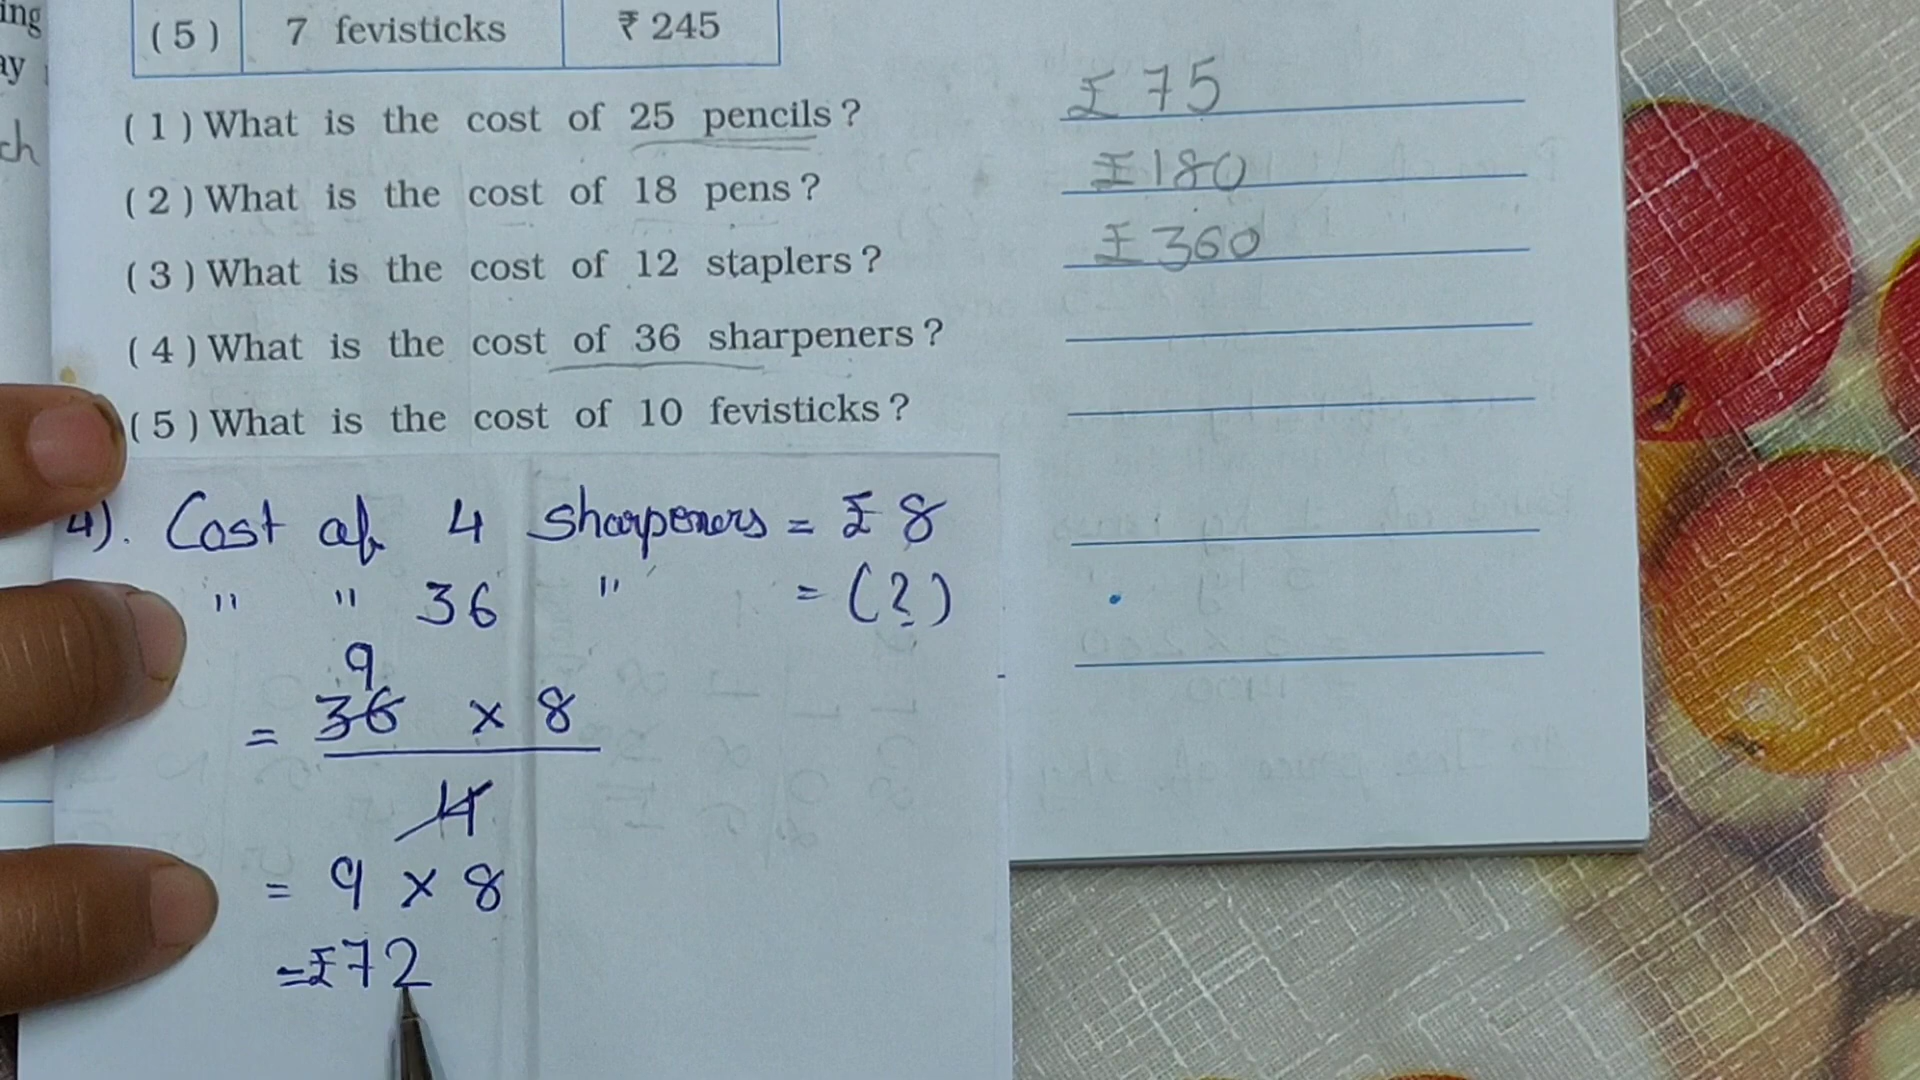 ing
ay
ch
(5) 7 fevisticks ₹ 245
(1) What is the cost of 25 pencils? ₹ 75
(2) What is the cost of 18 pens? ₹ 180
(3) What is the cost of 12 staplers? ₹ 360
(4) What is the cost of 36 sharpeners?
(5) What is the cost of 10 fevisticks?
4). Cost of 4 sharpeners = ₹ 8
" " 36 " = (?)
9
= 36 × 8
4
= 9 × 8
= ₹72